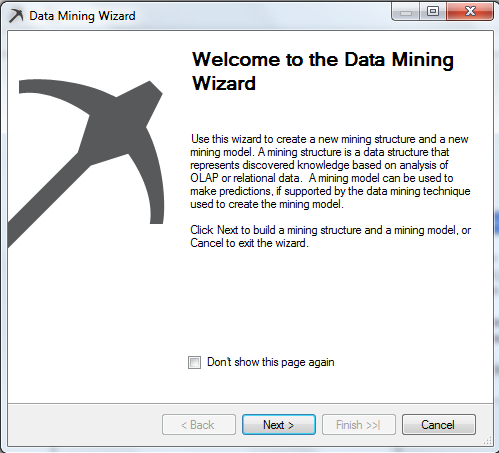 Data Mining Wizard
Welcome to the Data Mining
Wizard
Use this wizard to create a new mining structure and a new
mining model. A mining structure is a data structure that
represents discovered knowledge based on analysis of
OLAP or relational data.  A mining model can be used to
make predictions, if supported by the data mining technique
used to create the mining model.
Click Next to build a mining structure and a mining model, or
Cancel to exit the wizard.
Don't show this page again
< Back
Next >
Finish >>|
Cancel